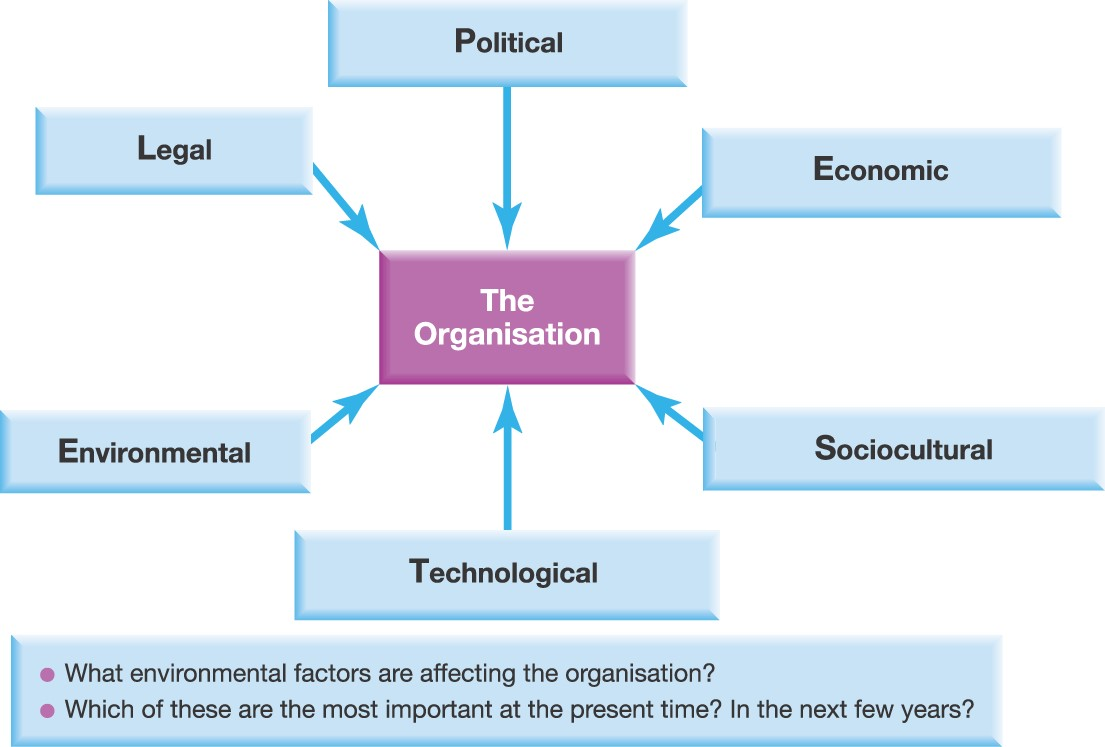 Political
Legal
Economic
The
Organisation
Environmental
Sociocultural
Technological
What environmental factors are affecting the organisation?
Which of these are the most important at the present time? In the next few years?